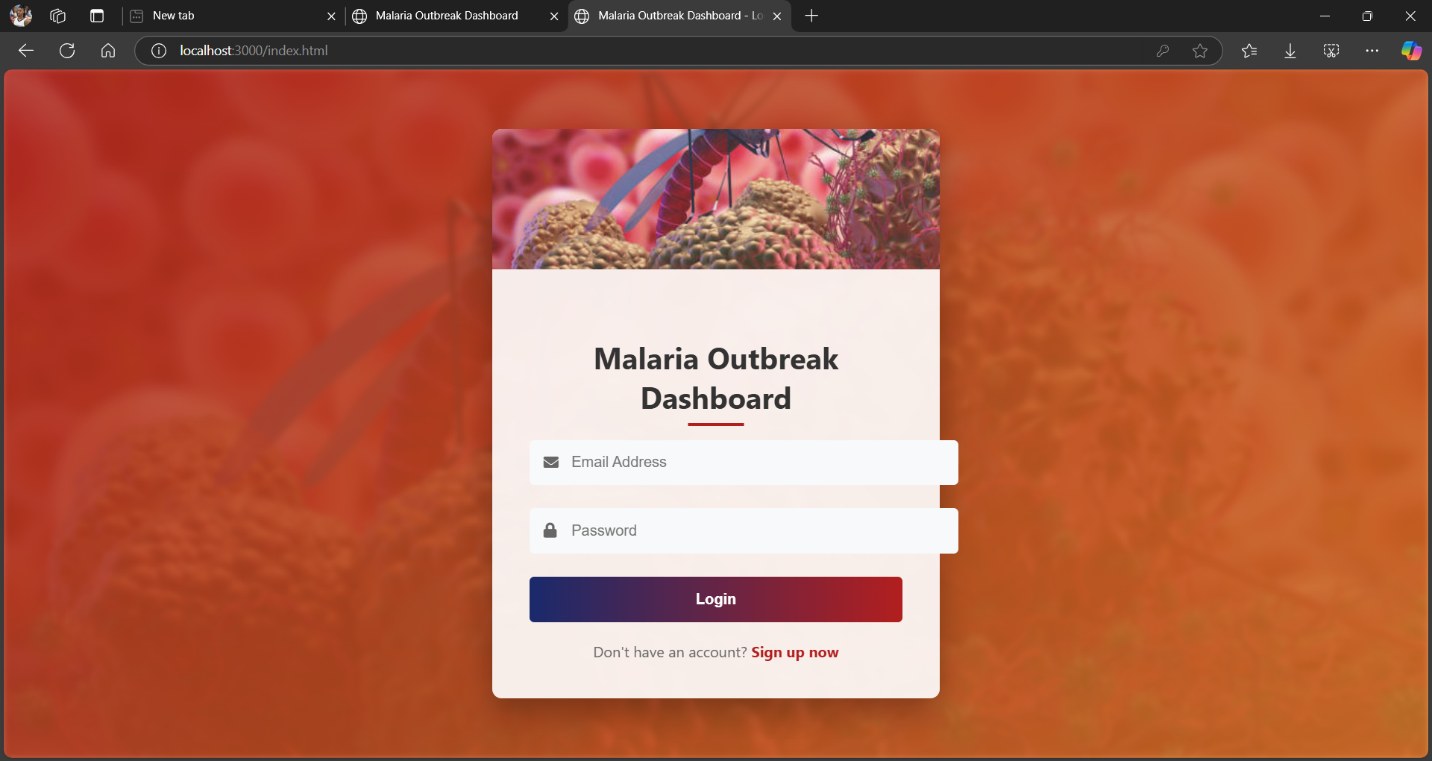 New tab
Malaria Outbreak Dashboard
Malaria Outbreak Dashboard - Lo
localhost:3000/index.html
Malaria Outbreak
Dashboard
Email Address
Password
Login
Don't have an account? Sign up now